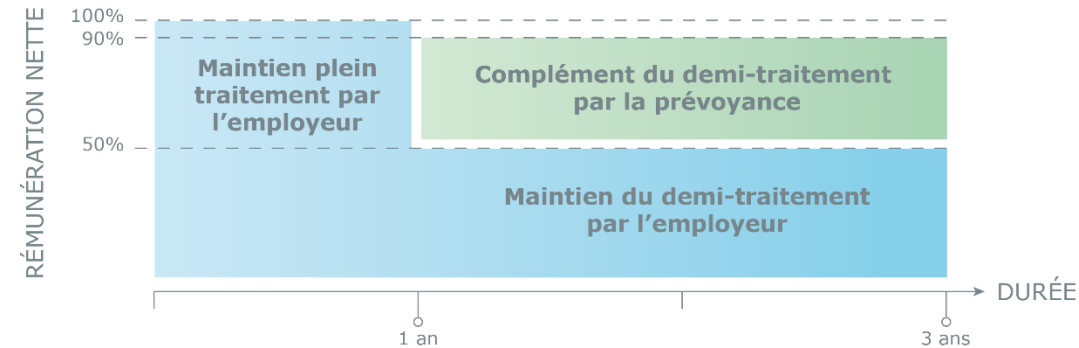 RÉMUNÉRATION NETTE
100%
90%
50%
Maintien plein
traitement par
l’employeur
Complément du demi-traitement
par la prévoyance
Maintien du demi-traitement
par l’employeur
DURÉE
1 an
3 ans